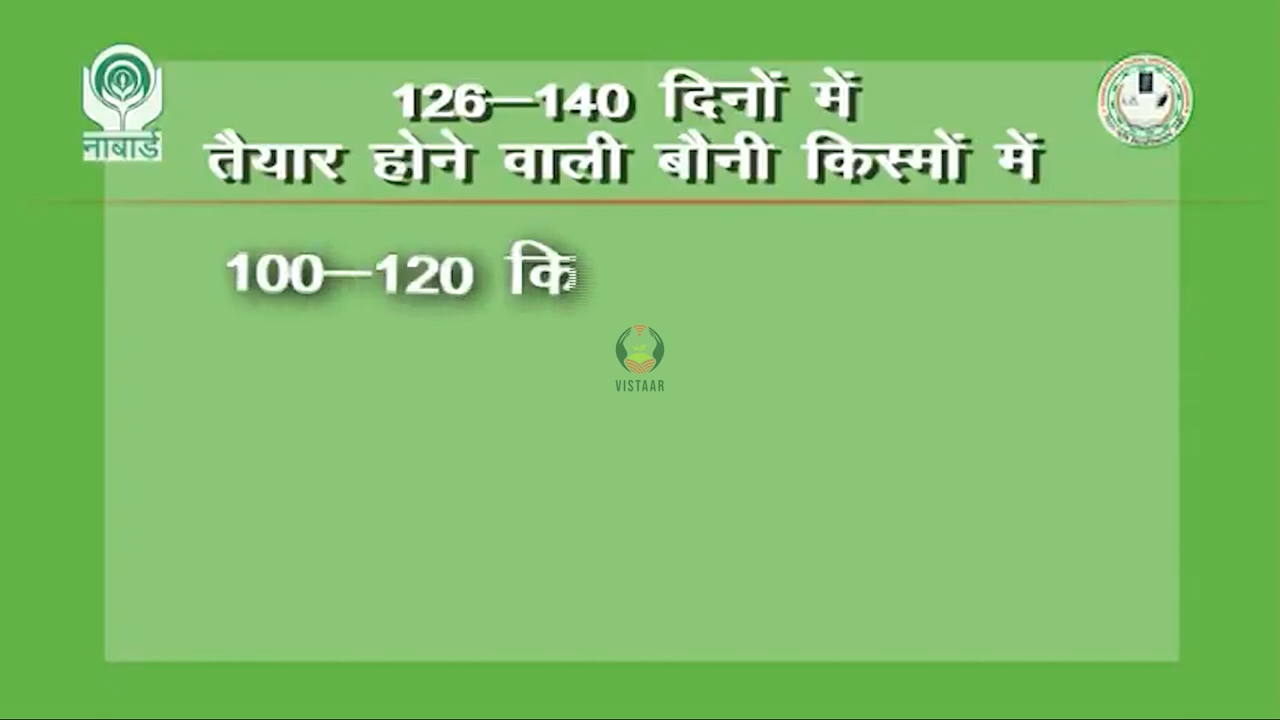 126–140 दिनों में
तैयार होने वाली बौनी किस्मों में
नाबार्ड
100–120 कि
VISTAAR